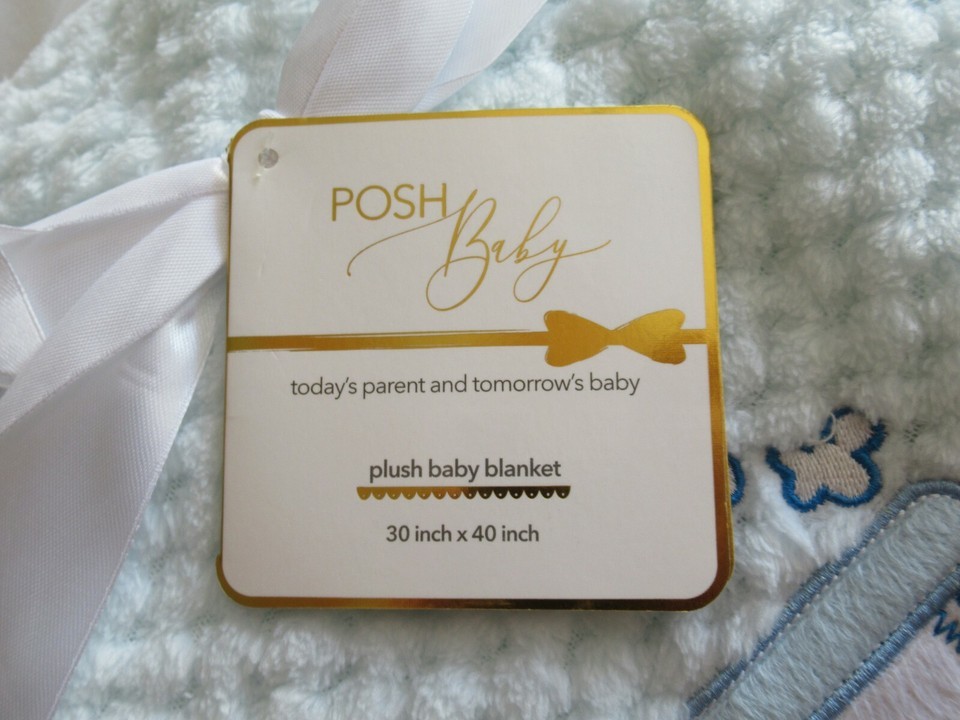 POSH Baby
today's parent and tomorrow's baby
plush baby blanket
30 inch x 40 inch